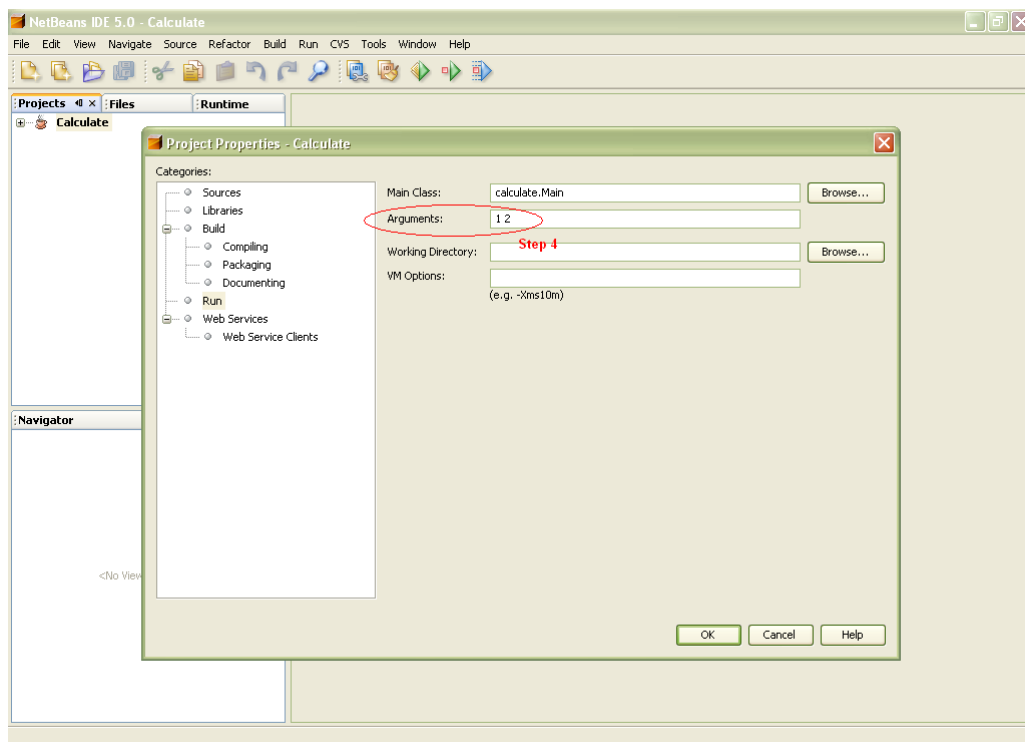 NetBeans IDE 5.0 - Calculate
File Edit View Navigate Source Refactor Build Run CVS Tools Window Help
Projects Files Runtime
Calculate
Project Properties - Calculate
Categories:
Sources
Libraries
Build
Compiling
Packaging
Documenting
Run
Web Services
Web Service Clients
Main Class: calculate.Main Browse...
Arguments: 1 2
Step 4
Working Directory: Browse...
VM Options:
(e.g. -Xms10m)
Navigator
<No View
OK Cancel Help